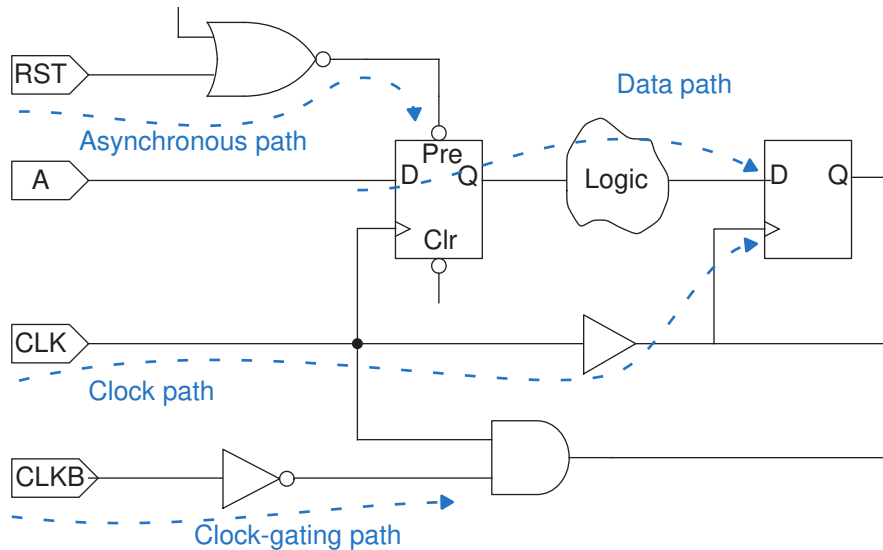 RST
Data path
Asynchronous path
Pre
A
D
Q
Logic
D
Q
Clr
CLK
Clock path
CLKB
Clock-gating path